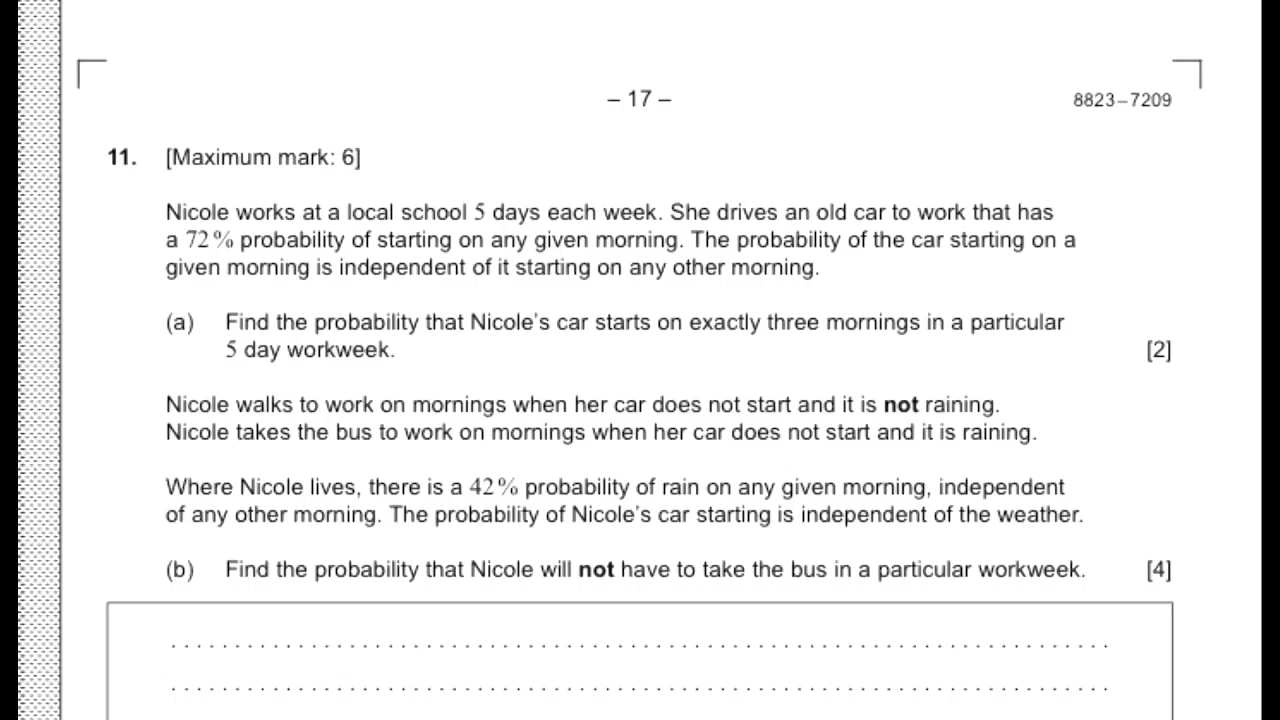 – 17 –
8823–7209
11. [Maximum mark: 6]
Nicole works at a local school 5 days each week. She drives an old car to work that has
a 72 % probability of starting on any given morning. The probability of the car starting on a
given morning is independent of it starting on any other morning.
(a) Find the probability that Nicole’s car starts on exactly three mornings in a particular
5 day workweek. [2]
Nicole walks to work on mornings when her car does not start and it is not raining.
Nicole takes the bus to work on mornings when her car does not start and it is raining.
Where Nicole lives, there is a 42 % probability of rain on any given morning, independent
of any other morning. The probability of Nicole’s car starting is independent of the weather.
(b) Find the probability that Nicole will not have to take the bus in a particular workweek. [4]